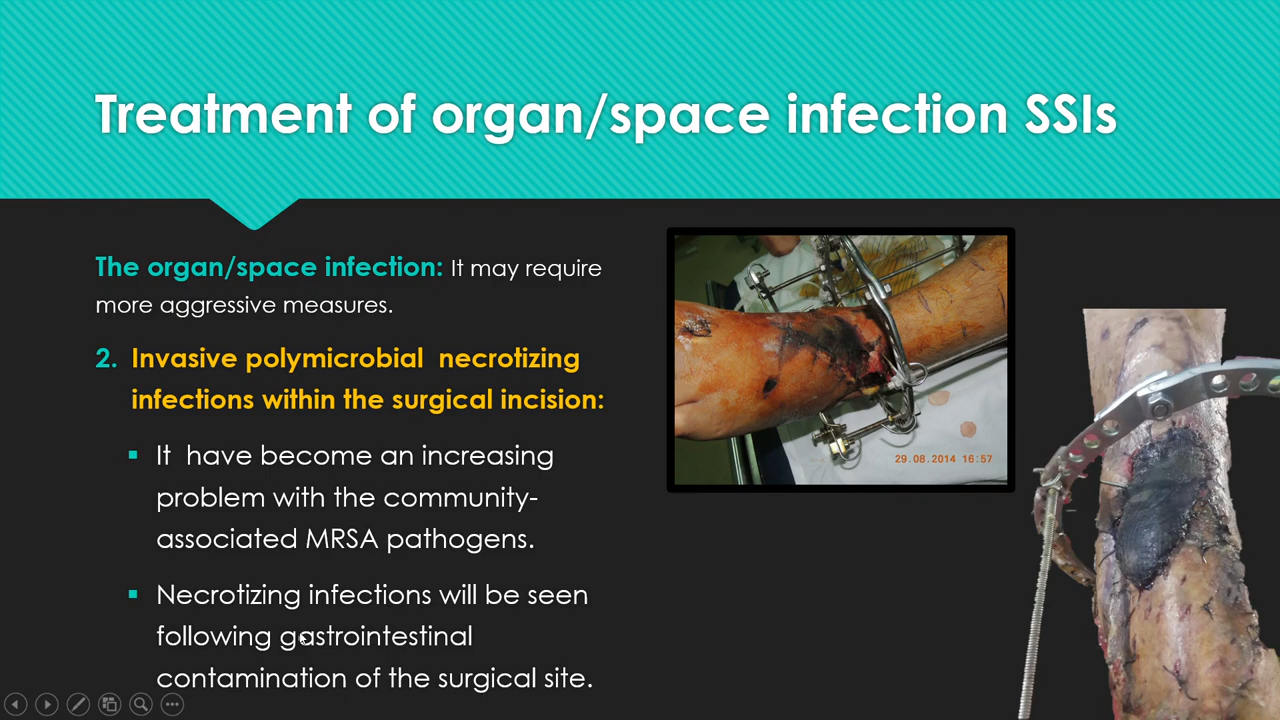 Treatment of organ/space infection SSIs
The organ/space infection: It may require
more aggressive measures.
2. Invasive polymicrobial necrotizing
infections within the surgical incision:
It have become an increasing
problem with the community-
associated MRSA pathogens.
Necrotizing infections will be seen
following gastrointestinal
contamination of the surgical site.
29.08.2014 16:57